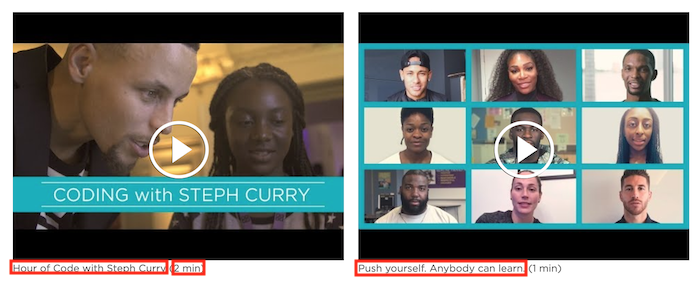 CODING with STEPH CURRY
Hour of Code with Steph Curry (2 min)
Push yourself. Anybody can learn. (1 min)